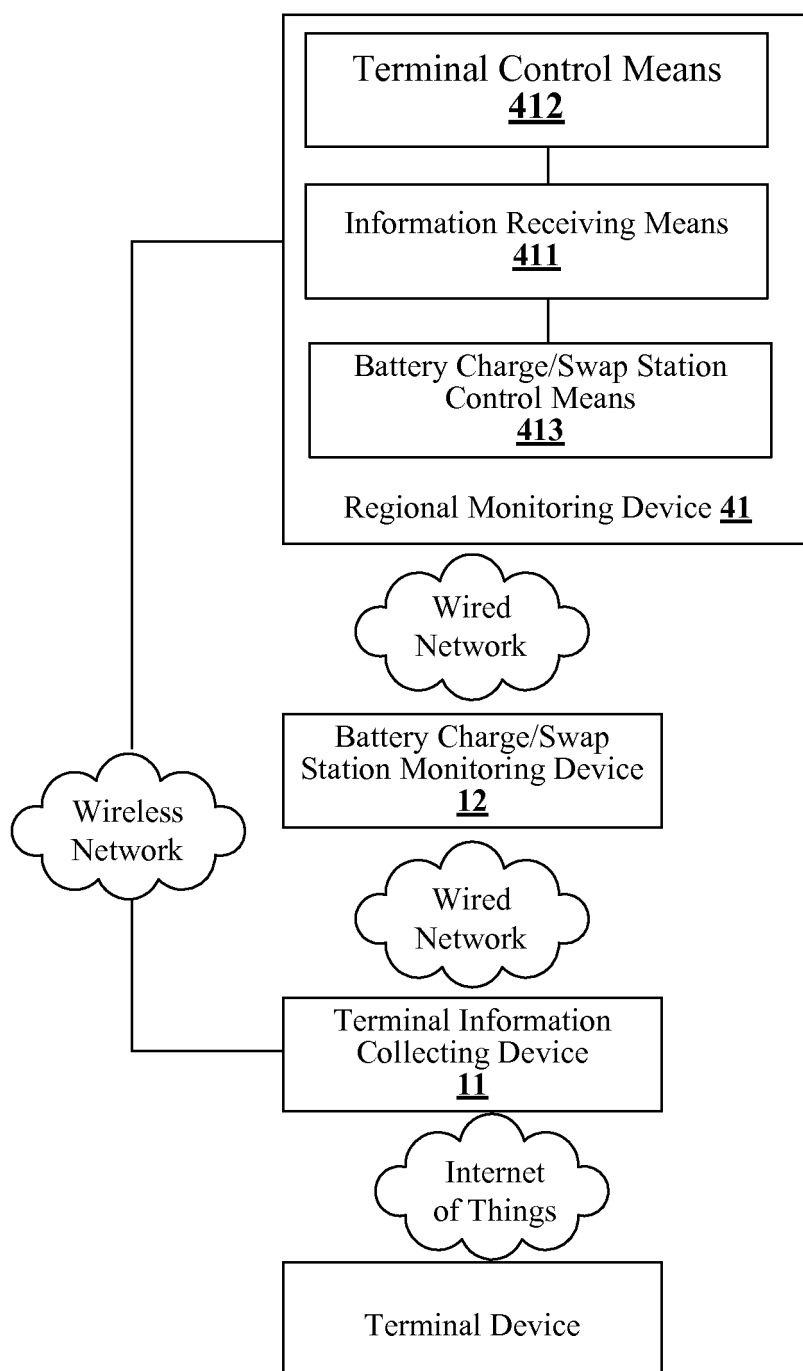 Terminal Control Means
412
Information Receiving Means
411
Battery Charge/Swap Station
Control Means
413
Regional Monitoring Device 41
Wired
Network
Battery Charge/Swap
Station Monitoring Device
12
Wireless
Network
Wired
Network
Terminal Information
Collecting Device
11
Internet
of Things
Terminal Device